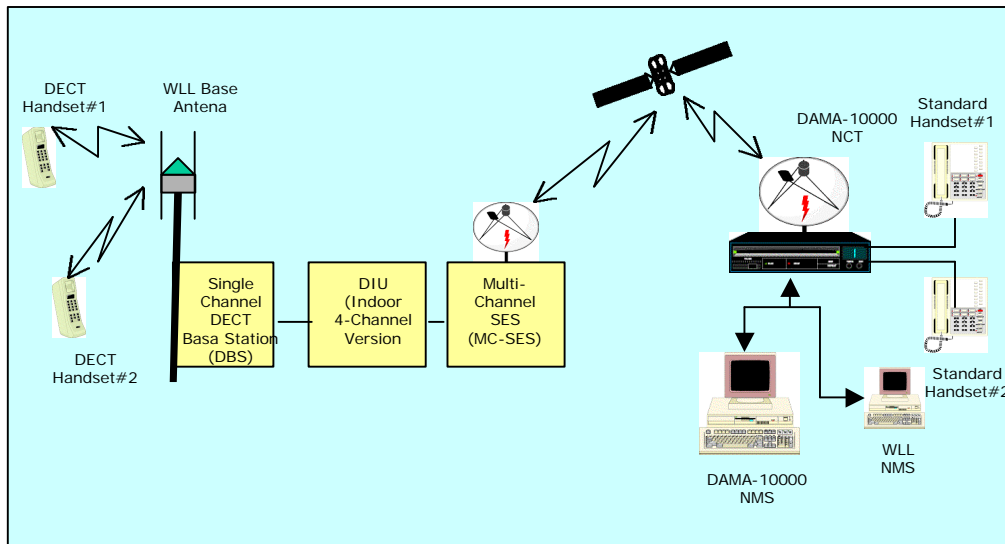 DECT
Handset#1
WLL Base
Antena
DAMA-10000
NCT
Standard
Handset#1
Single
Channel
DECT
Basa Station
(DBS)
DIU
(Indoor
4-Channel
Version
Multi-
Channel
SES
(MC-SES)
DECT
Handset#2
Standard
Handset#2
DAMA-10000
NMS
WLL
NMS